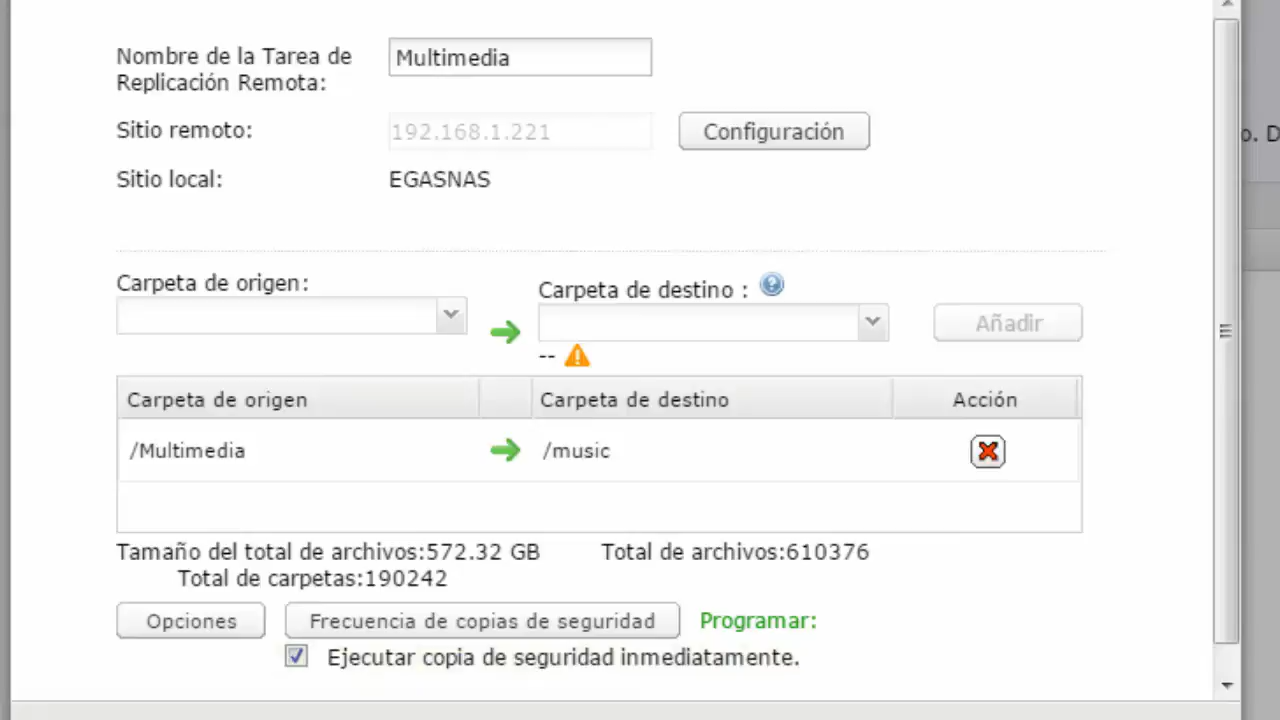 Nombre de la Tarea de
Replicación Remota:
Multimedia
Sitio remoto:
192.168.1.221
Configuración
o. D
Sitio local:
EGASNAS
Carpeta de origen:
Carpeta de destino :
Añadir
--
Carpeta de origen
Carpeta de destino
Acción
/Multimedia
/music
Tamaño del total de archivos:572.32 GB
Total de archivos:610376
Total de carpetas:190242
Opciones
Frecuencia de copias de seguridad
Programar:
Ejecutar copia de seguridad inmediatamente.